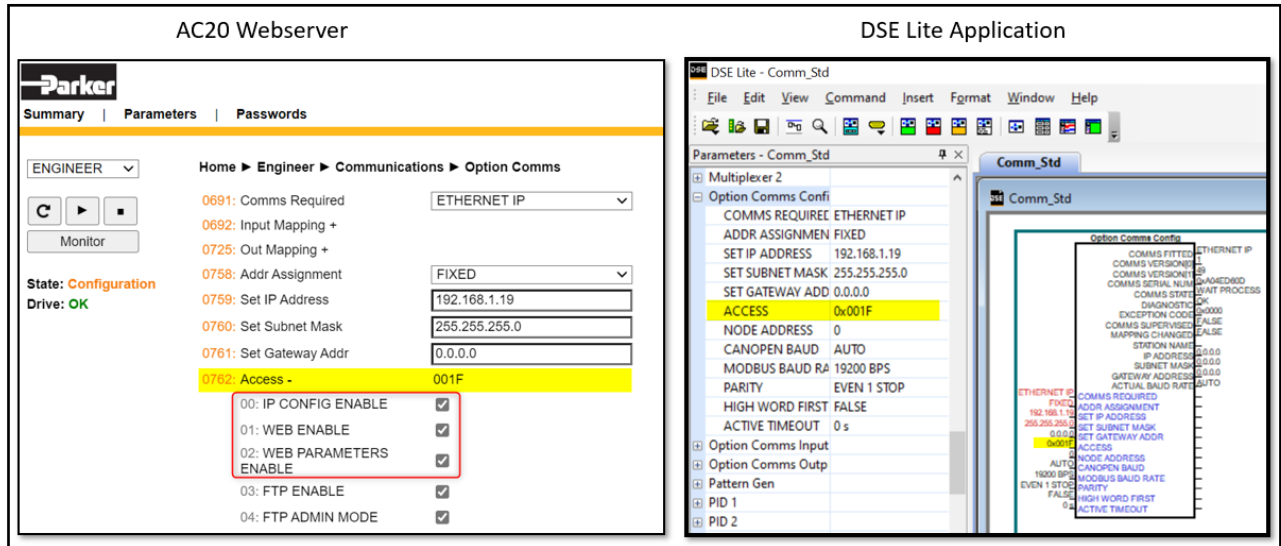 AC20 Webserver
DSE Lite Application
Parker
Summary | Parameters | Passwords
ENGINEER
Monitor
State: Configuration
Drive: OK
Home ► Engineer ► Communications ► Option Comms
0691: Comms Required ETHERNET IP
0692: Input Mapping +
0725: Out Mapping +
0758: Addr Assignment FIXED
0759: Set IP Address 192.168.1.19
0760: Set Subnet Mask 255.255.255.0
0761: Set Gateway Addr 0.0.0.0
0762: Access - 001F
00: IP CONFIG ENABLE
01: WEB ENABLE
02: WEB PARAMETERS
ENABLE
03: FTP ENABLE
04: FTP ADMIN MODE
DSE DSE Lite - Comm_Std
File Edit View Command Insert Format Window Help
Parameters - Comm_Std
Multiplexer 2
Option Comms Confi
COMMS REQUIREE ETHERNET IP
ADDR ASSIGNMEN FIXED
SET IP ADDRESS 192.168.1.19
SET SUBNET MASK 255.255.255.0
SET GATEWAY ADD 0.0.0.0
ACCESS 0x001F
NODE ADDRESS 0
CANOPEN BAUD AUTO
MODBUS BAUD RA 19200 BPS
PARITY EVEN 1 STOP
HIGH WORD FIRST FALSE
ACTIVE TIMEOUT 0 s
Option Comms Input
Option Comms Outp
Pattern Gen
PID 1
PID 2
Comm_Std
Comm_Std
Option Comms Config
COMMS FITTED ETHERNET IP
COMMS VERSION[0] 1
COMMS VERSION[1] 49
COMMS SERIAL NUM 0xA04ED60D
COMMS STATE WAIT PROCESS
DIAGNOSTIC OK
EXCEPTION CODE 0x0000
COMMS SUPERVISED FALSE
MAPPING CHANGED FALSE
STATION NAME
IP ADDRESS 0.0.0.0
SUBNET MASK 0.0.0.0
GATEWAY ADDRESS 0.0.0.0
ACTUAL BAUD RATE AUTO
ETHERNET IP COMMS REQUIRED
FIXED ADDR ASSIGNMENT
192.168.1.19 SET IP ADDRESS
255.255.255.0 SET SUBNET MASK
0.0.0.0 SET GATEWAY ADDR
0x001F ACCESS
0 NODE ADDRESS
AUTO CANOPEN BAUD
19200 BPS MODBUS BAUD RATE
EVEN 1 STOP PARITY
FALSE HIGH WORD FIRST
0 s ACTIVE TIMEOUT